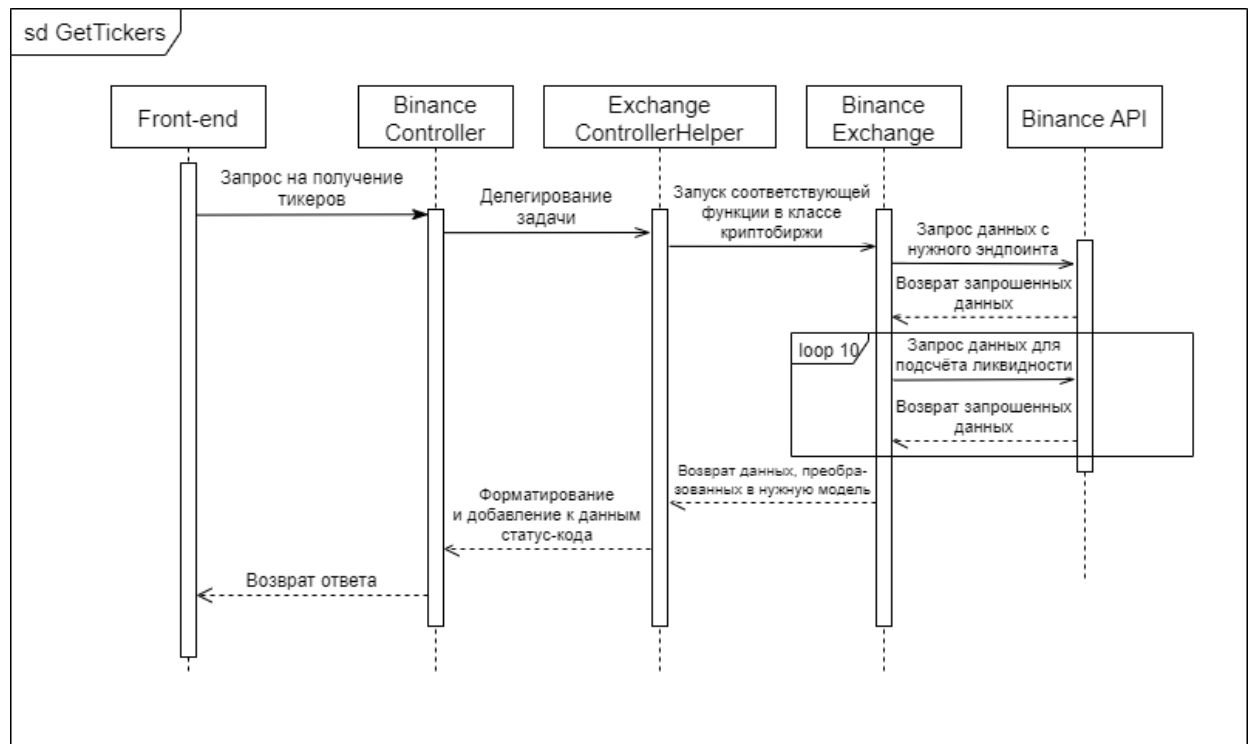 sd GetTickers
Front-end
Binance
Controller
Exchange
ControllerHelper
Binance
Exchange
Binance API
Запрос на получение
тикеров
Делегирование
задачи
Запуск соответствующей
функции в классе
криптобиржи
Запрос данных с
нужного эндпоинта
Возврат запрошенных
данных
loop 10
Запрос данных для
подсчёта ликвидности
Возврат запрошенных
данных
Возврат данных, преобра-
зованных в нужную модель
Форматирование
и добавление к данным
статус-кода
Возврат ответа